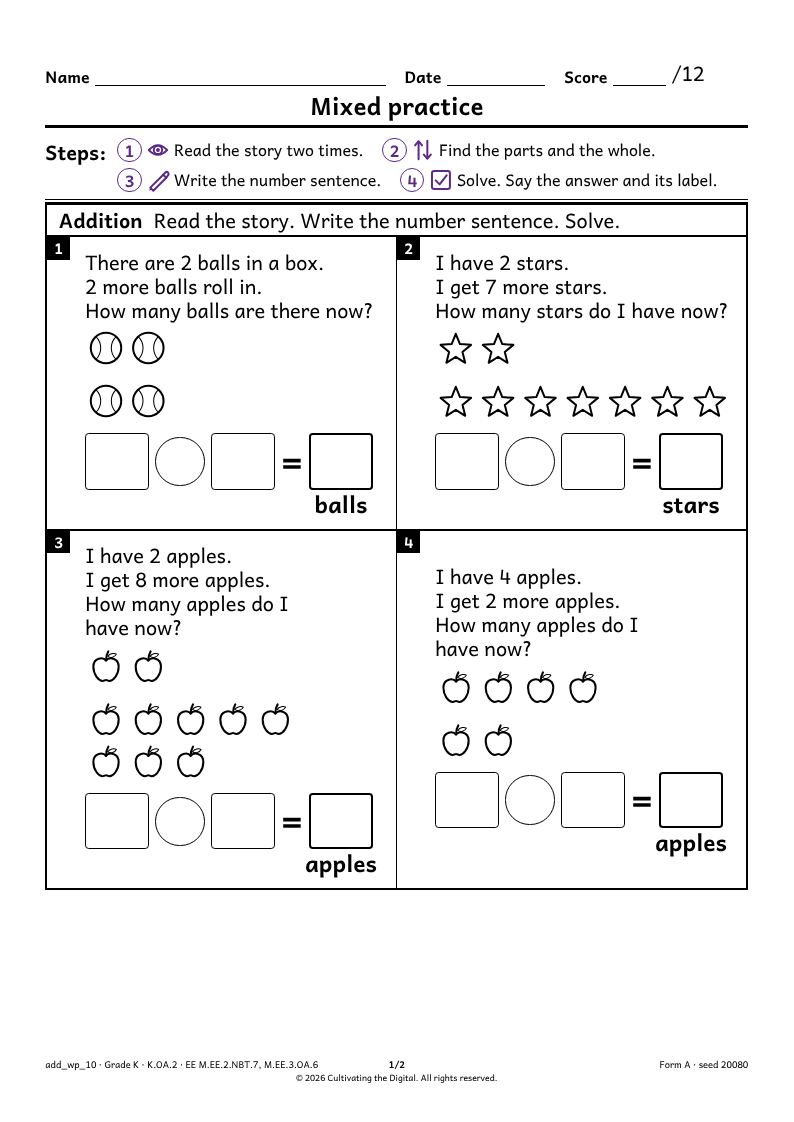 Name Date Score /12
Mixed practice
Steps: 1 Read the story two times. 2 Find the parts and the whole.
3 Write the number sentence. 4 Solve. Say the answer and its label.
Addition Read the story. Write the number sentence. Solve.
1
There are 2 balls in a box.
2 more balls roll in.
How many balls are there now?
=
balls
2
I have 2 stars.
I get 7 more stars.
How many stars do I have now?
=
stars
3
I have 2 apples.
I get 8 more apples.
How many apples do I
have now?
=
apples
4
I have 4 apples.
I get 2 more apples.
How many apples do I
have now?
=
apples
add_wp_10 · Grade K · K.OA.2 · EE M.EE.2.NBT.7, M.EE.3.OA.6 1/2 Form A · seed 20080
© 2026 Cultivating the Digital. All rights reserved.